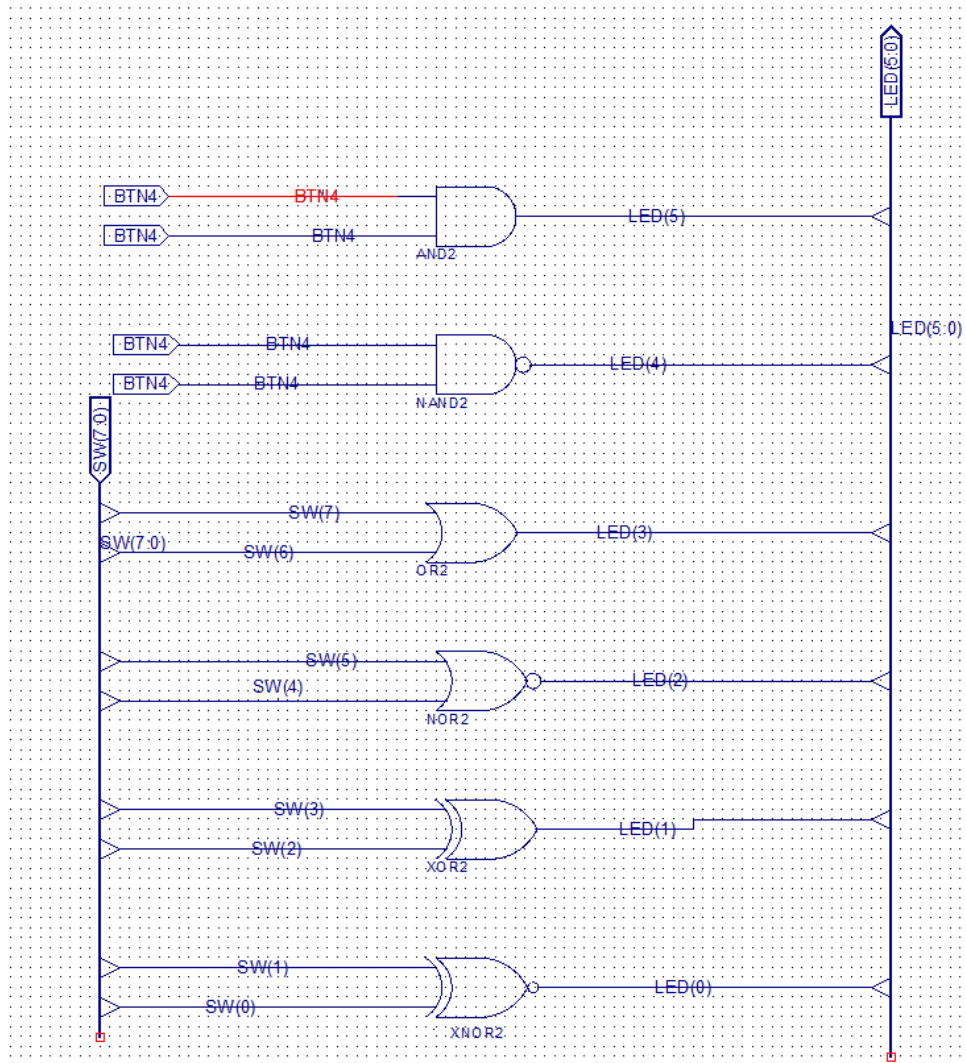 LED(5:0)
BTN4 BTN4
LED(5)
BTN4 BTN4
AND2
LED(5:0)
BTN4 BTN4
LED(4)
BTN4 BTN4
NAND2
SW(7:0)
SW(7)
LED(3)
SW(7:0) SW(6)
OR2
SW(5)
LED(2)
SW(4)
NOR2
SW(3)
LED(1)
SW(2)
XOR2
SW(1)
LED(0)
SW(0)
XNOR2